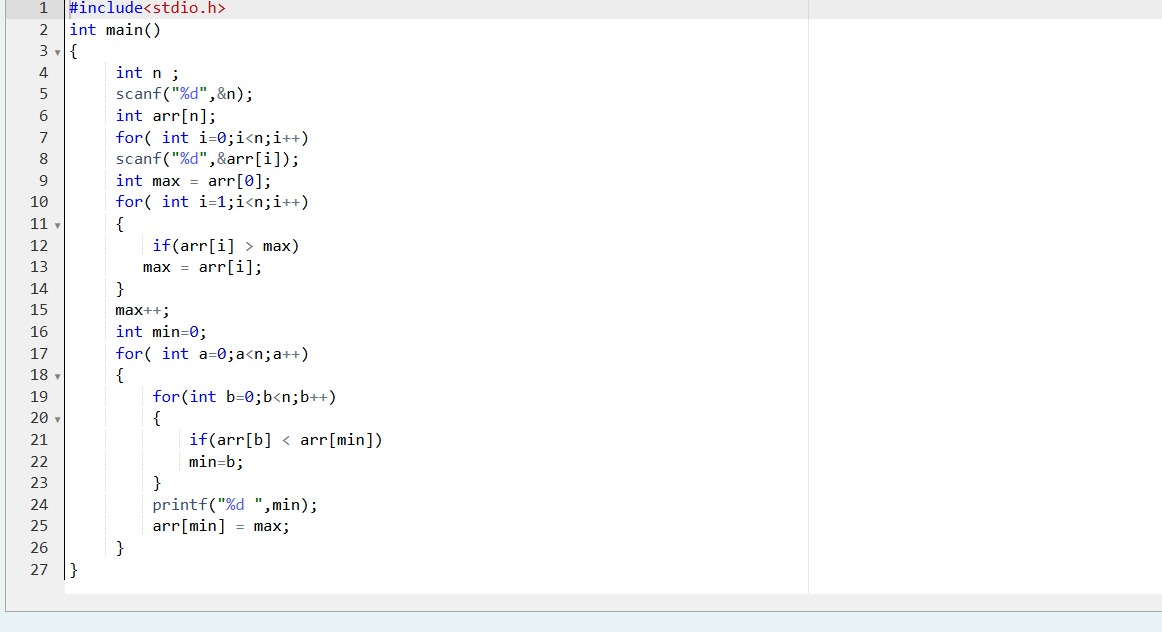 1 #include<stdio.h>
2 int main()
3 {
4 int n ;
5 scanf("%d",&n);
6 int arr[n];
7 for( int i=0;i<n;i++)
8 scanf("%d",&arr[i]);
9 int max = arr[0];
10 for( int i=1;i<n;i++)
11 {
12 if(arr[i] > max)
13 max = arr[i];
14 }
15 max++;
16 int min=0;
17 for( int a=0;a<n;a++)
18 {
19 for(int b=0;b<n;b++)
20 {
21 if(arr[b] < arr[min])
22 min=b;
23 }
24 printf("%d ",min);
25 arr[min] = max;
26 }
27 }